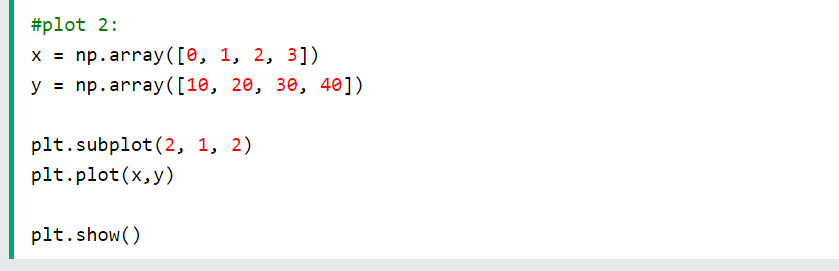 #plot 2:
x = np.array([0, 1, 2, 3])
y = np.array([10, 20, 30, 40])
plt.subplot(2, 1, 2)
plt.plot(x,y)
plt.show()